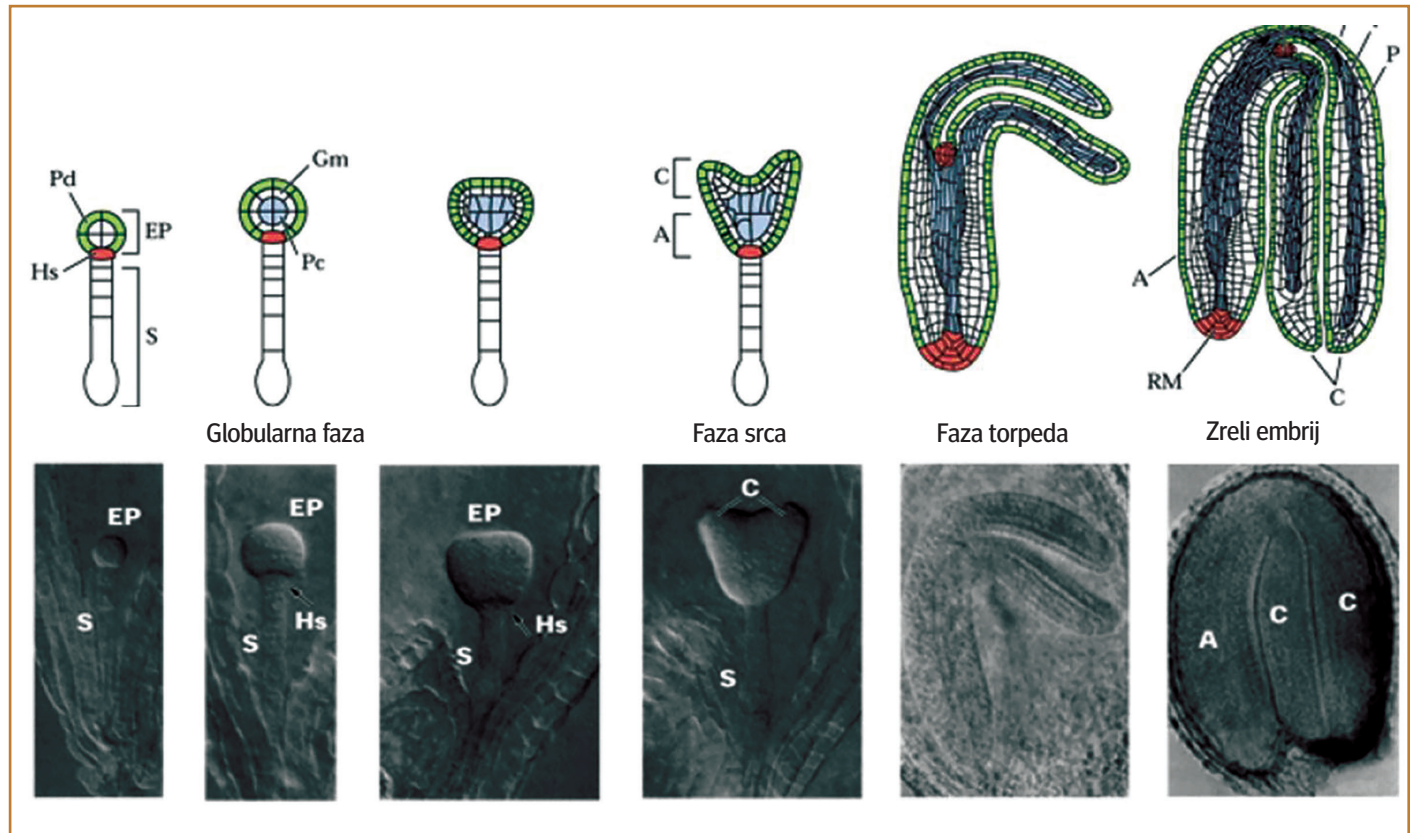 Pd
EP
Hs
S
Gm
Pc
C
A
P
A
RM
C
Globularna faza
Faza srca
Faza torpeda
Zreli embrij
EP
S
EP
Hs
S
EP
Hs
S
C
S
A
C
C